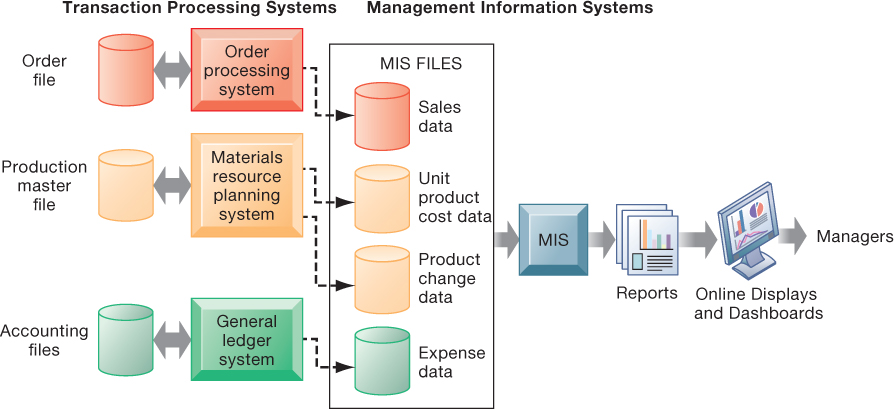 Transaction Processing Systems
Management Information Systems
Order
file
Order
processing
system
MIS FILES
Sales
data
Production
master
file
Materials
resource
planning
system
Unit
product
cost data
Product
change
data
MIS
Reports
Online Displays
and Dashboards
Managers
Accounting
files
General
ledger
system
Expense
data